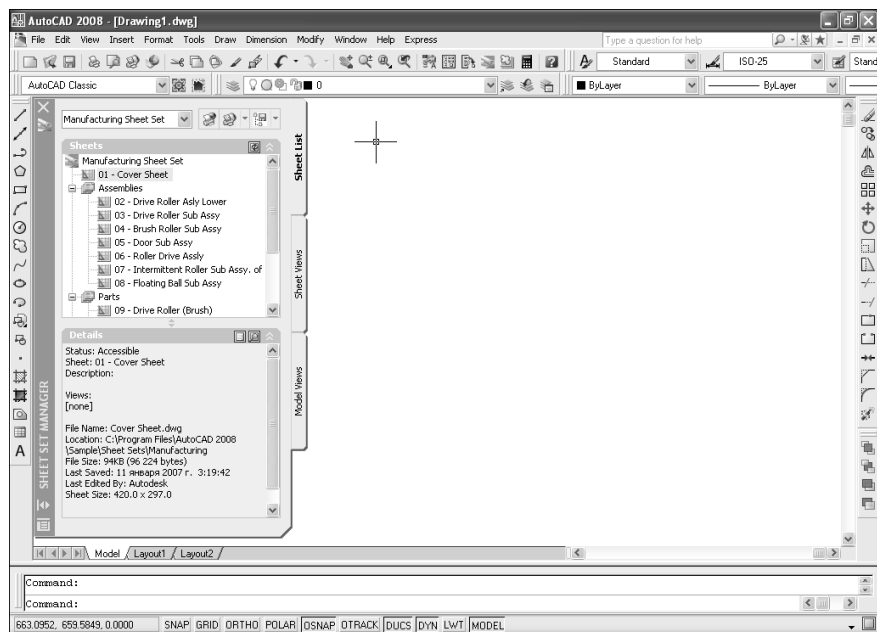 AutoCAD 2008 - [Drawing1.dwg]
File Edit View Insert Format Tools Draw Dimension Modify Window Help Express
Type a question for help
Standard
ISO-25
Stand
AutoCAD Classic
0
ByLayer
ByLayer
Manufacturing Sheet Set
Sheets
Manufacturing Sheet Set
01 - Cover Sheet
Assemblies
02 - Drive Roller Asly Lower
03 - Drive Roller Sub Assy
04 - Brush Roller Sub Assy
05 - Door Sub Assy
06 - Roller Drive Assly
07 - Intermittent Roller Sub Assy. of
08 - Floating Ball Sub Assy
Parts
09 - Drive Roller (Brush)
Details
Status: Accessible
Sheet: 01 - Cover Sheet
Description:
Views:
[none]
File Name: Cover Sheet.dwg
Location: C:\Program Files\AutoCAD 2008
\Sample\Sheet Sets\Manufacturing
File Size: 94KB (96 224 bytes)
Last Saved: 11 января 2007 г. 3:19:42
Last Edited By: Autodesk
Sheet Size: 420.0 x 297.0
Sheet List
Sheet Views
Model Views
SHEET SET MANAGER
A
Model Layout1 Layout2
Command:
Command:
663.0952, 659.5849, 0.0000 SNAP GRID ORTHO POLAR OSNAP OTRACK DUCS DYN LWT MODEL